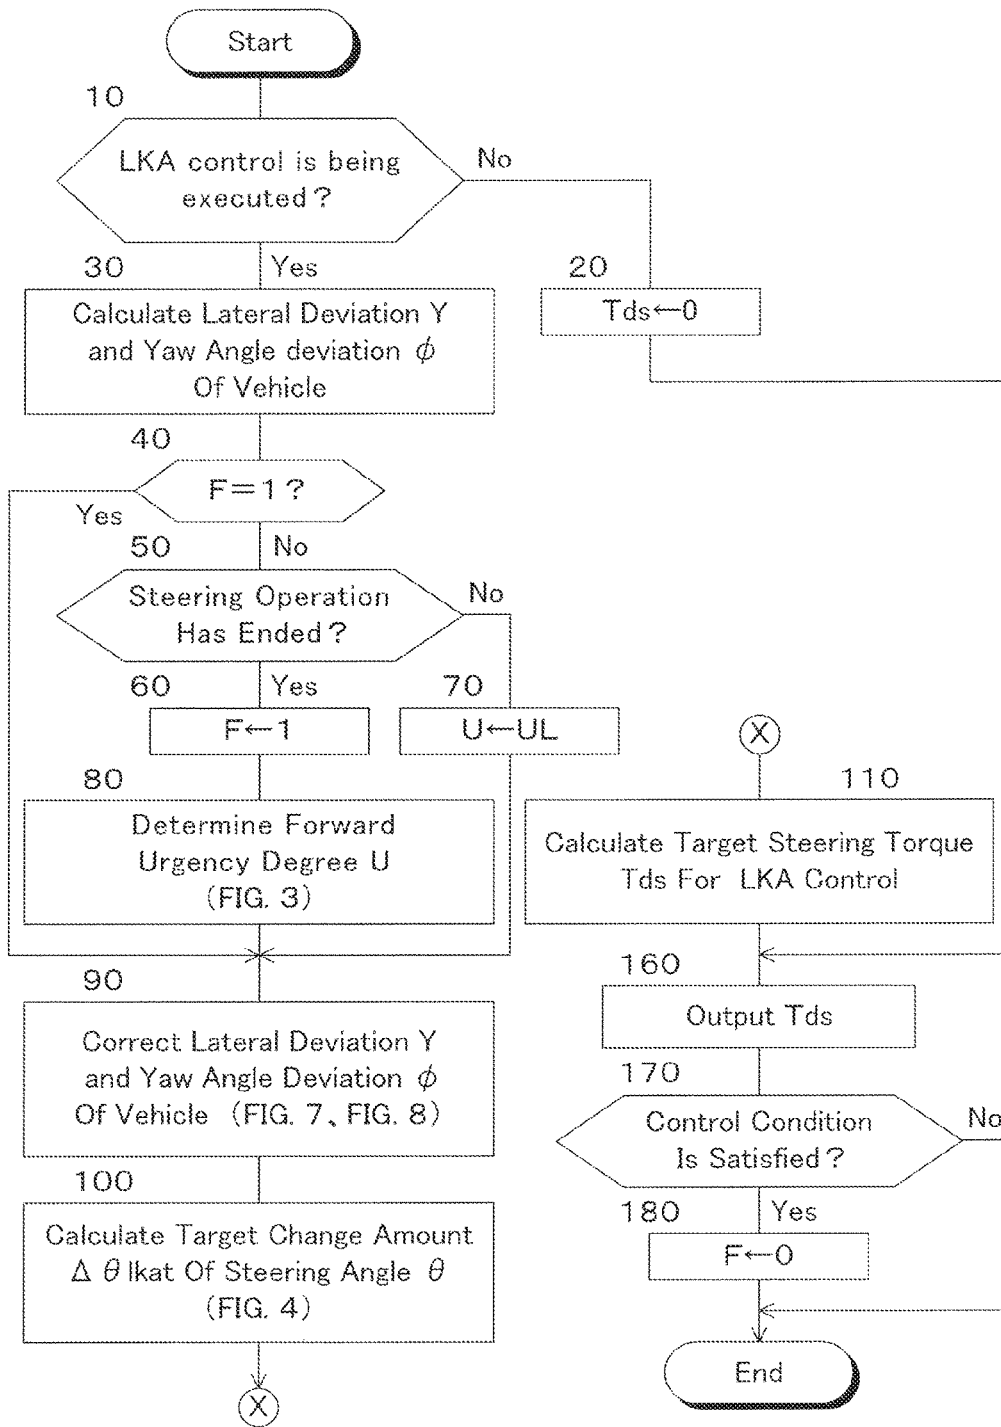 Start
10
LKA control is being
executed?
No
Yes
30
Calculate Lateral Deviation Y
and Yaw Angle deviation φ
Of Vehicle
20
Tds←0
40
F=1?
Yes
No
50
Steering Operation
Has Ended?
No
Yes
60
F←1
70
U←UL
80
Determine Forward
Urgency Degree U
(FIG. 3)
90
Correct Lateral Deviation Y
and Yaw Angle Deviation φ
Of Vehicle (FIG. 7、FIG. 8)
100
Calculate Target Change Amount
Δθlkat Of Steering Angle θ
(FIG. 4)
X
X
110
Calculate Target Steering Torque
Tds For LKA Control
160
Output Tds
170
Control Condition
Is Satisfied?
No
Yes
180
F←0
End